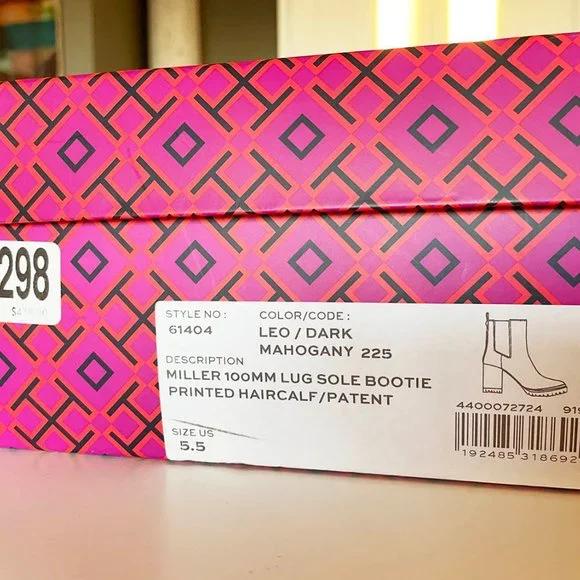 298
STYLE NO :
61404
COLOR/CODE :
LEO / DARK
MAHOGANY 225
DESCRIPTION
MILLER 100MM LUG SOLE BOOTIE
PRINTED HAIRCALF/PATENT
SIZE US
5.5
4400072724
919
192485 318692